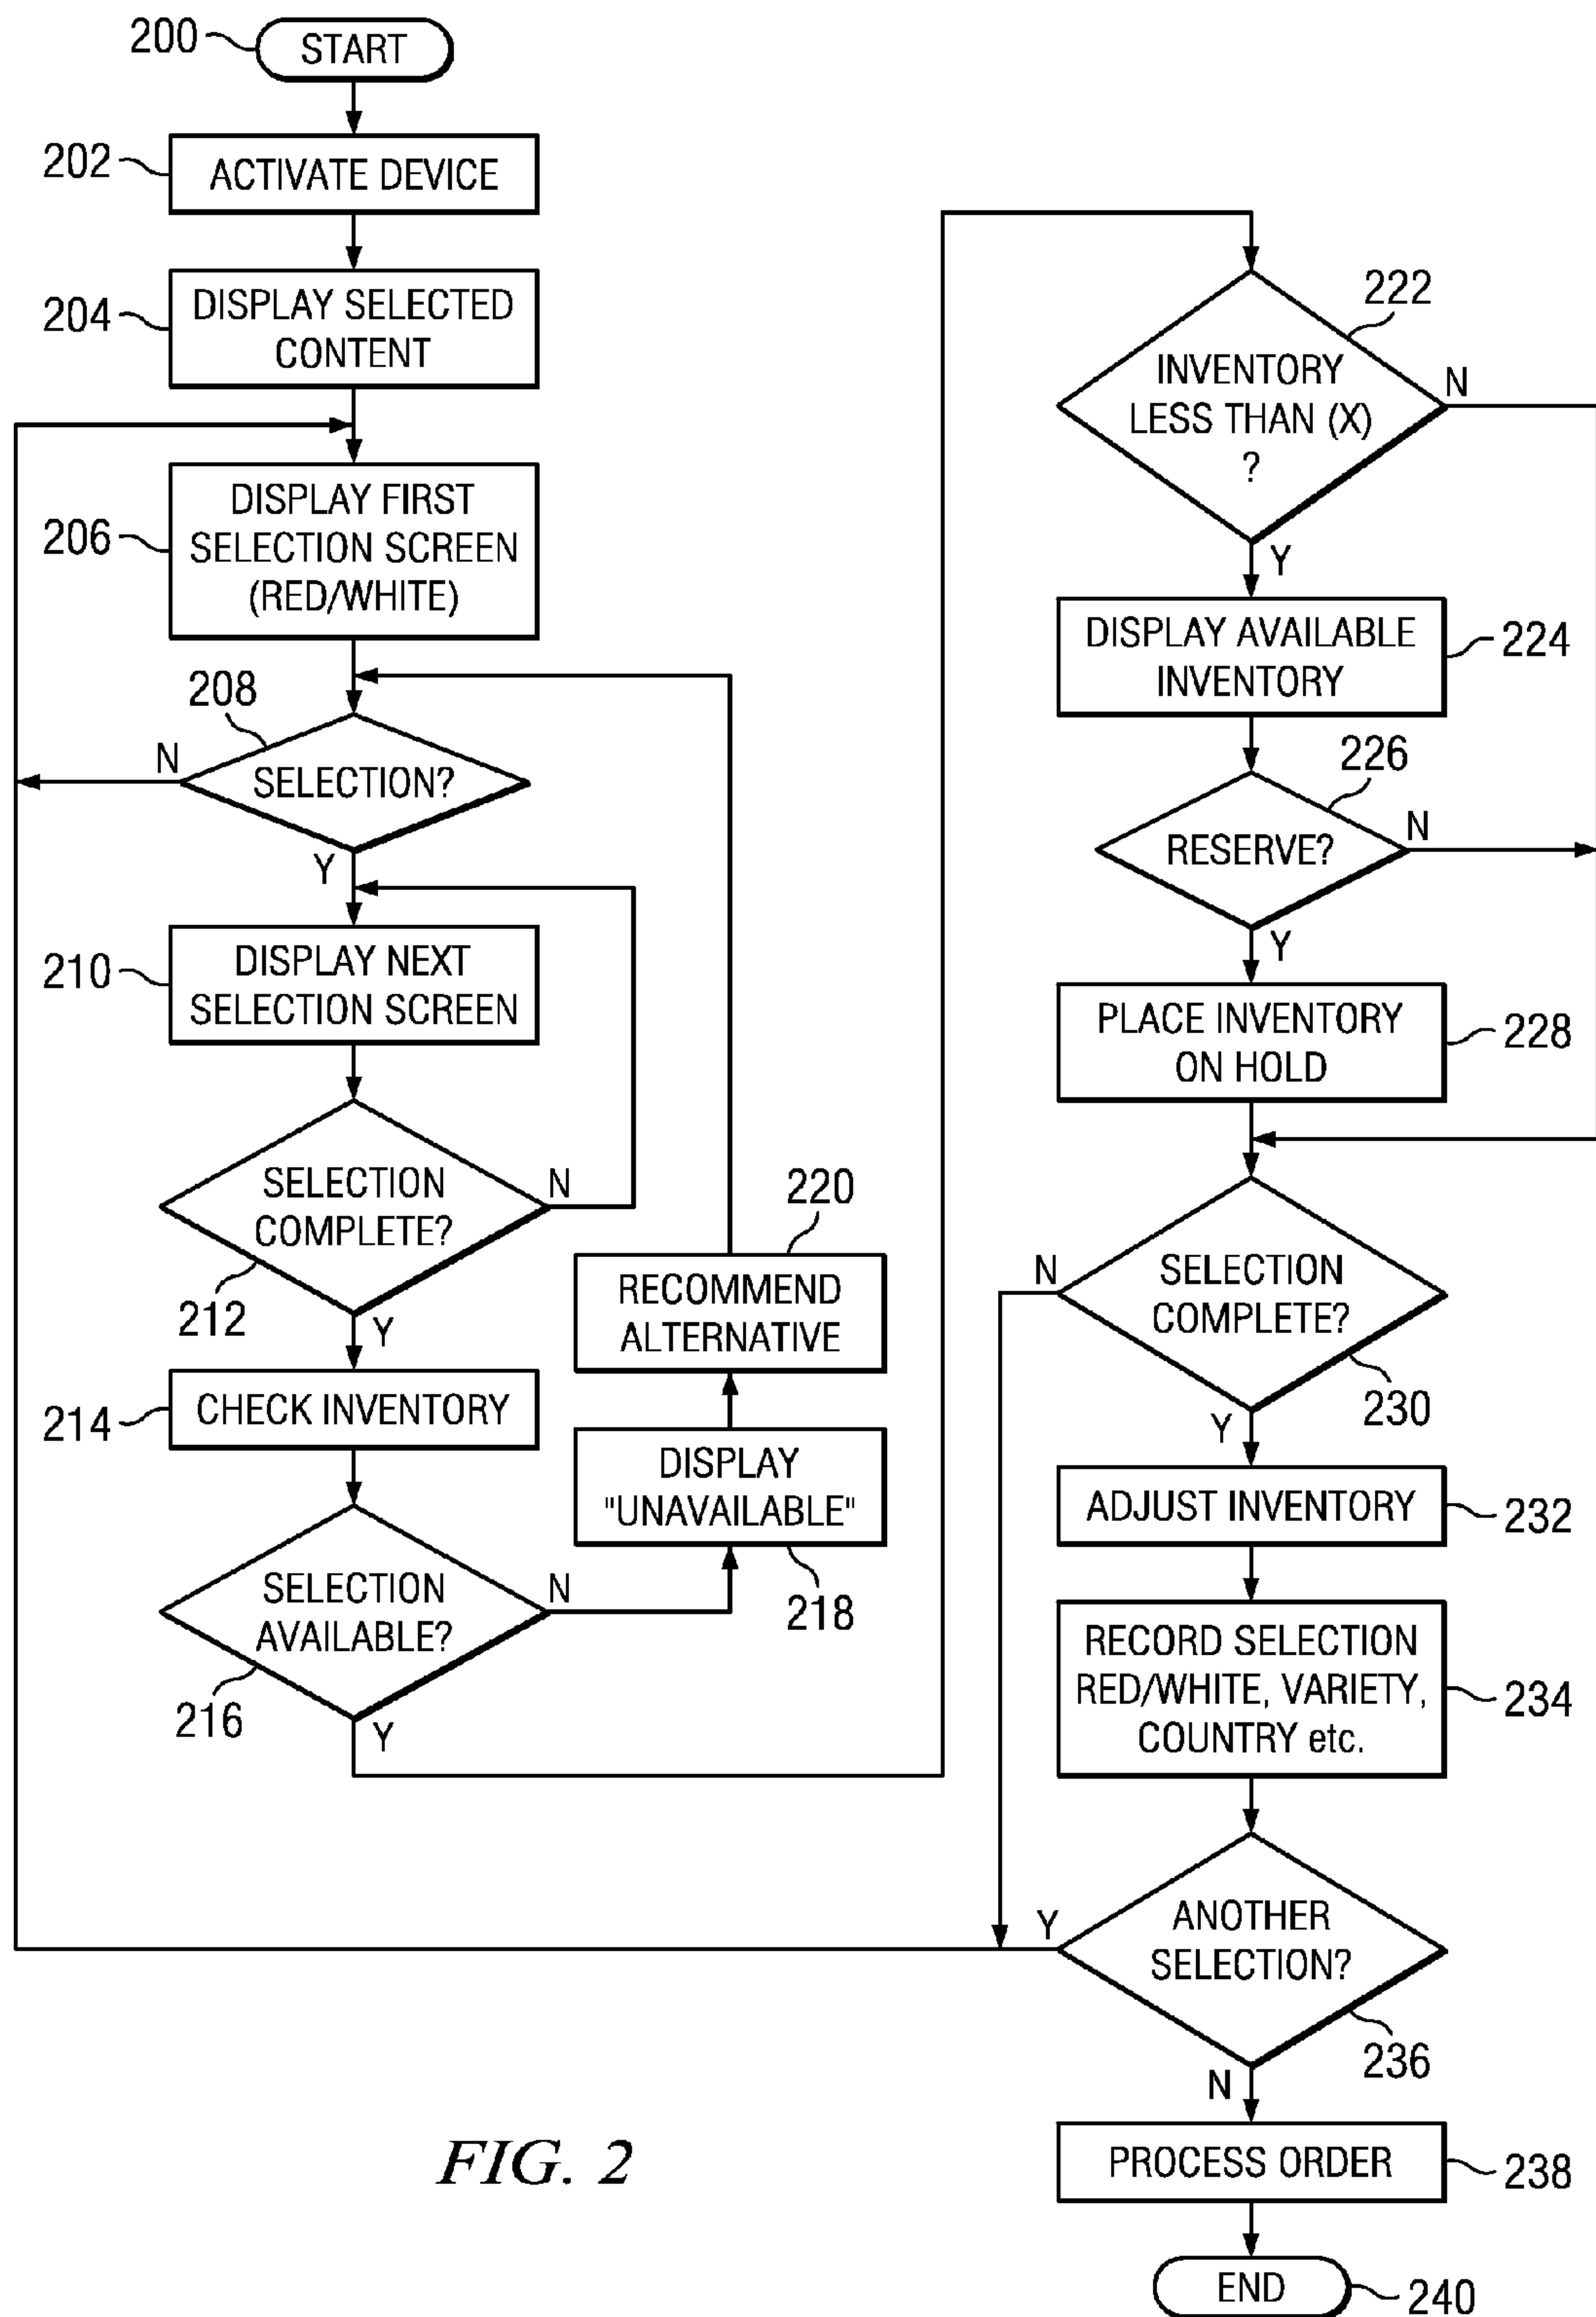 200
START
202
ACTIVATE DEVICE
204
DISPLAY SELECTED
CONTENT
206
DISPLAY FIRST
SELECTION SCREEN
(RED/WHITE)
208
N
SELECTION?
Y
210
DISPLAY NEXT
SELECTION SCREEN
SELECTION
COMPLETE?
N
212
Y
214
CHECK INVENTORY
SELECTION
AVAILABLE?
N
216
Y
220
RECOMMEND
ALTERNATIVE
DISPLAY
"UNAVAILABLE"
218
222
INVENTORY
LESS THAN (X)
?
N
Y
DISPLAY AVAILABLE
INVENTORY
224
226
RESERVE?
N
Y
PLACE INVENTORY
ON HOLD
228
N
SELECTION
COMPLETE?
230
Y
ADJUST INVENTORY
232
RECORD SELECTION
RED/WHITE, VARIETY,
COUNTRY etc.
234
Y
ANOTHER
SELECTION?
236
N
PROCESS ORDER
238
END
240
FIG. 2